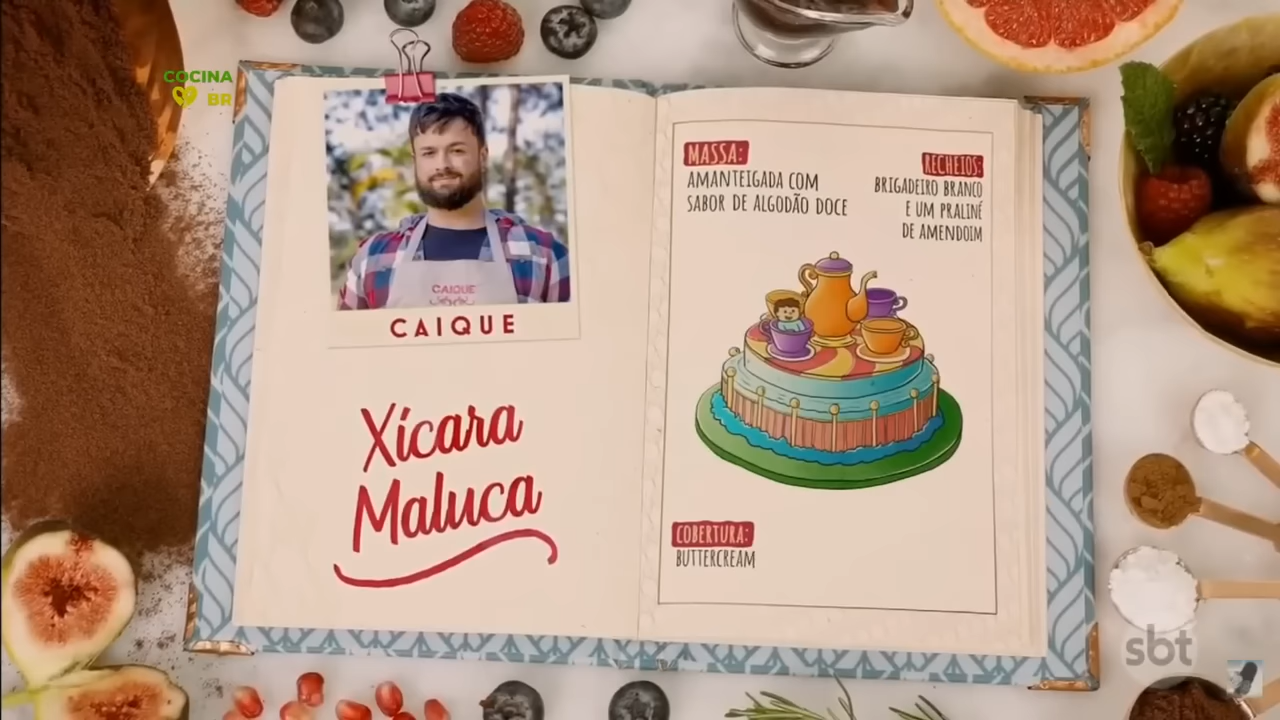 COCINA
BR
CAIQUE
CAIQUE
Xícara
Maluca
MASSA:
AMANTEIGADA COM
SABOR DE ALGODÃO DOCE
RECHEIOS:
BRIGADEIRO BRANCO
E UM PRALINÉ
DE AMENDOIM
COBERTURA:
BUTTERCREAM
sbt